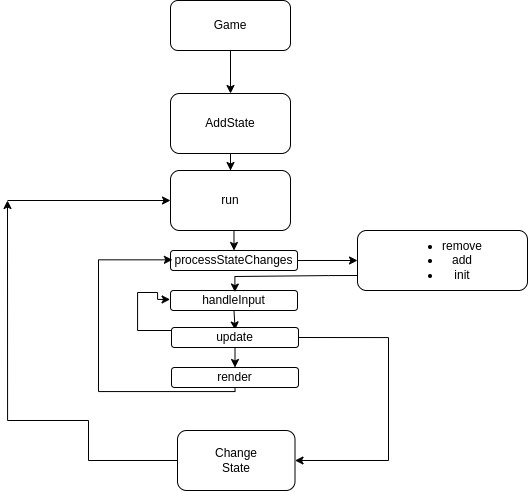 Game
AddState
run
processStateChanges
• remove
• add
• init
handleInput
update
render
Change
State